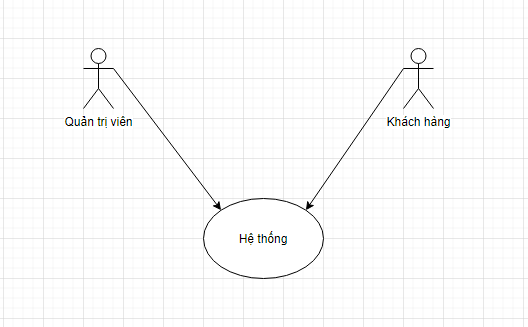 Quản trị viên
Khách hàng
Hệ thống